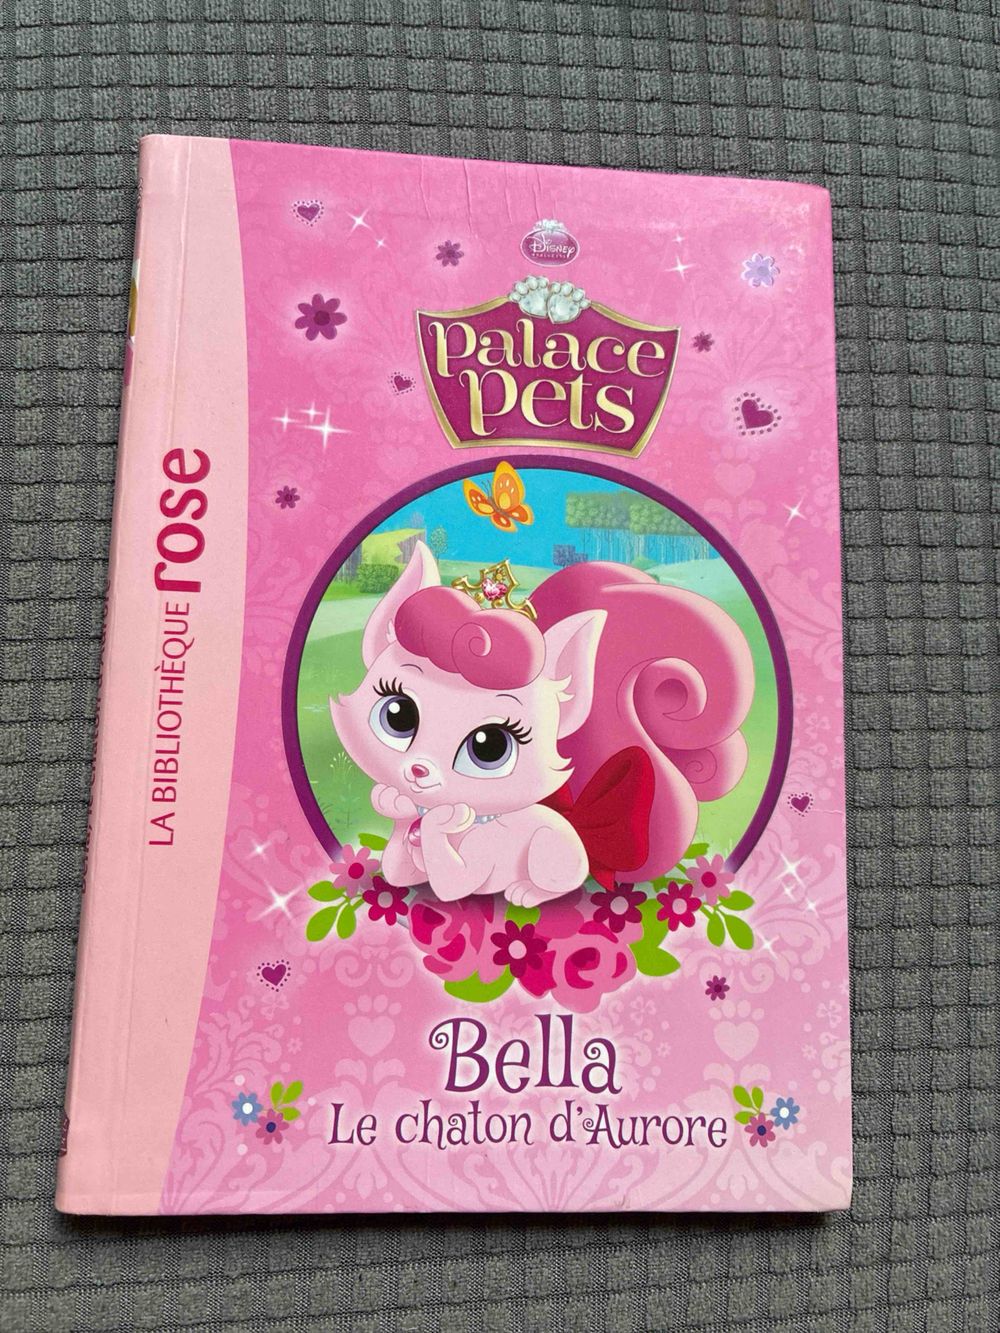 Disney
Palace
Pets
LA BIBLIOTHÈQUE rose
Bella
Le chaton d'Aurore